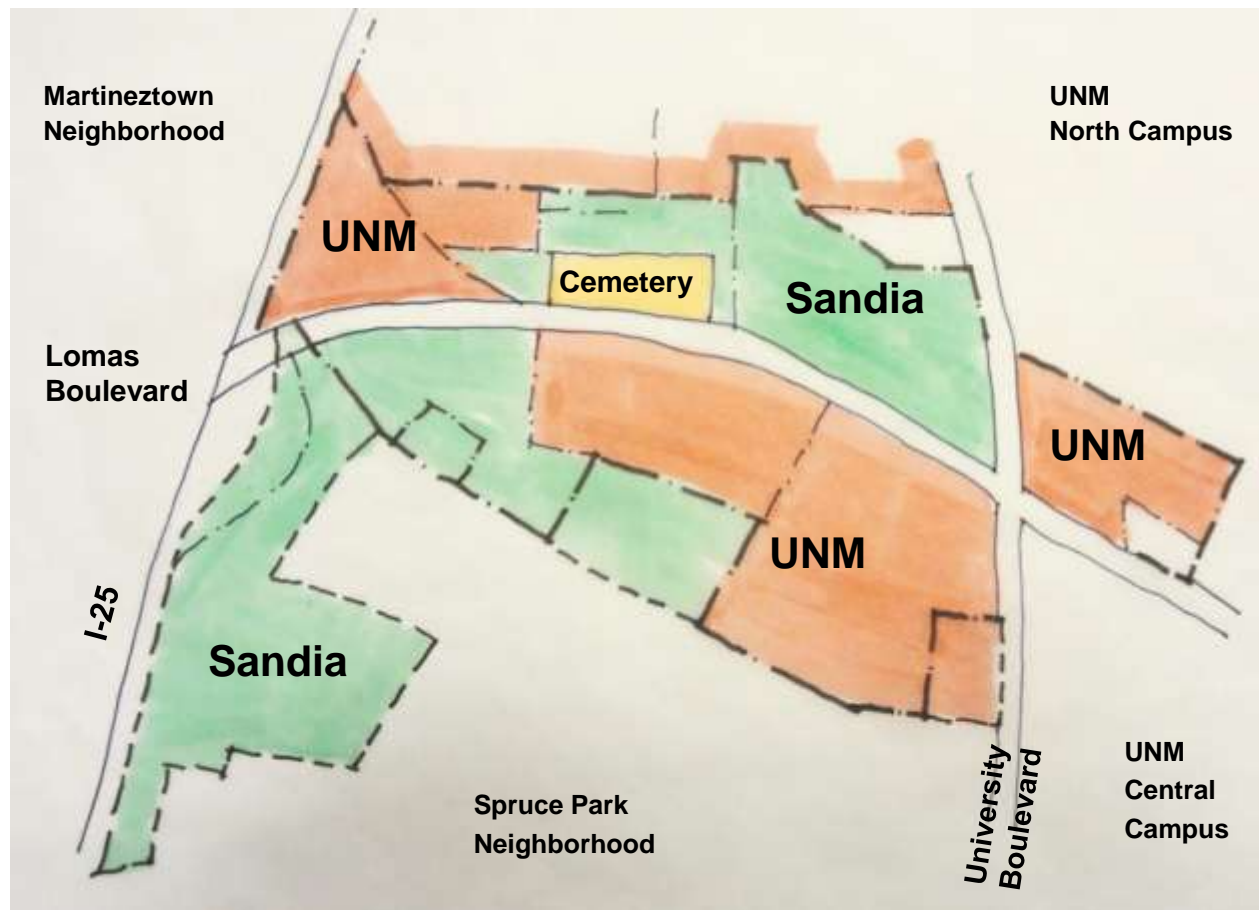 Martineztown
Neighborhood
UNM
North Campus
UNM
Cemetery
Sandia
Lomas
Boulevard
UNM
UNM
I-25
Sandia
University
Boulevard
UNM
Central
Campus
Spruce Park
Neighborhood